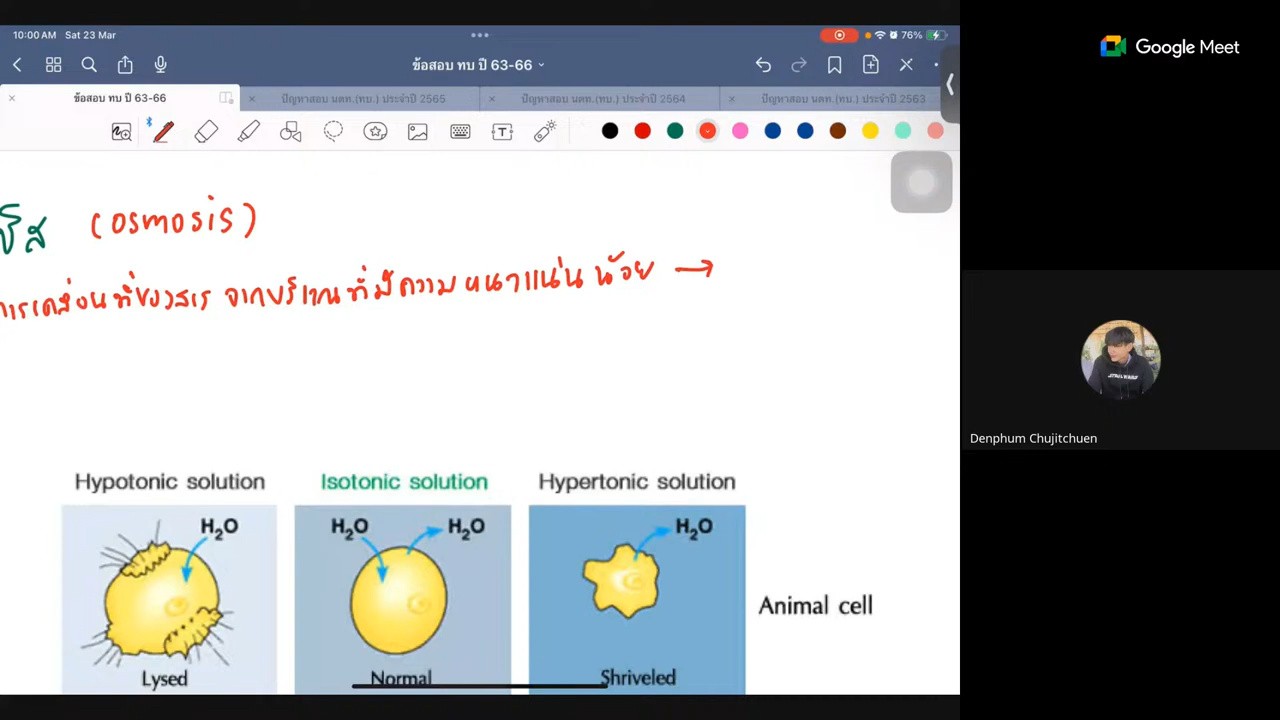 10:00 AM Sat 23 Mar
76%
Google Meet
ข้อสอบ ทบ ปี 63-66
ข้อสอบ ทบ ปี 63-66
ปัญหาสอบ นตท.(ทบ.) ประจำปี 2565
ปัญหาสอบ นตท.(ทบ.) ประจำปี 2564
ปัญหาสอบ นตท.(ทบ.) ประจำปี 2563
T
(osmosis)
การเคลื่อนที่ของสาร จากบริเวณที่มีความหนาแน่นน้อย →
Denphum Chujitchuen
Hypotonic solution
Isotonic solution
Hypertonic solution
H₂O
H₂O
H₂O
H₂O
Animal cell
Lysed
Normal
Shriveled